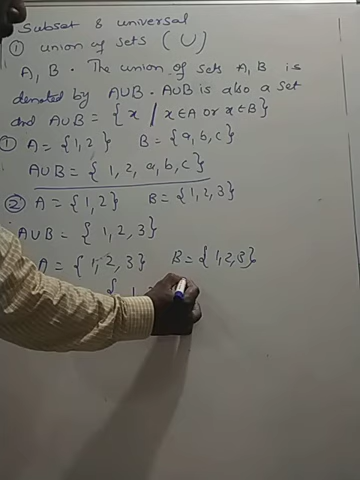 Subset & universal
① union of sets (∪)
A, B. The union of sets A, B is
denoted by A∪B. A∪B is also a set
and A∪B = {x / x∈A or x∈B}
① A = {1,2} B = {a,b,c}
A∪B = {1, 2, a,b,c}
② A = {1,2} B = {1,2,3}
A∪B = {1, 2, 3}
A = {1, 2, 3} B = {1,2,3}
{ 1,